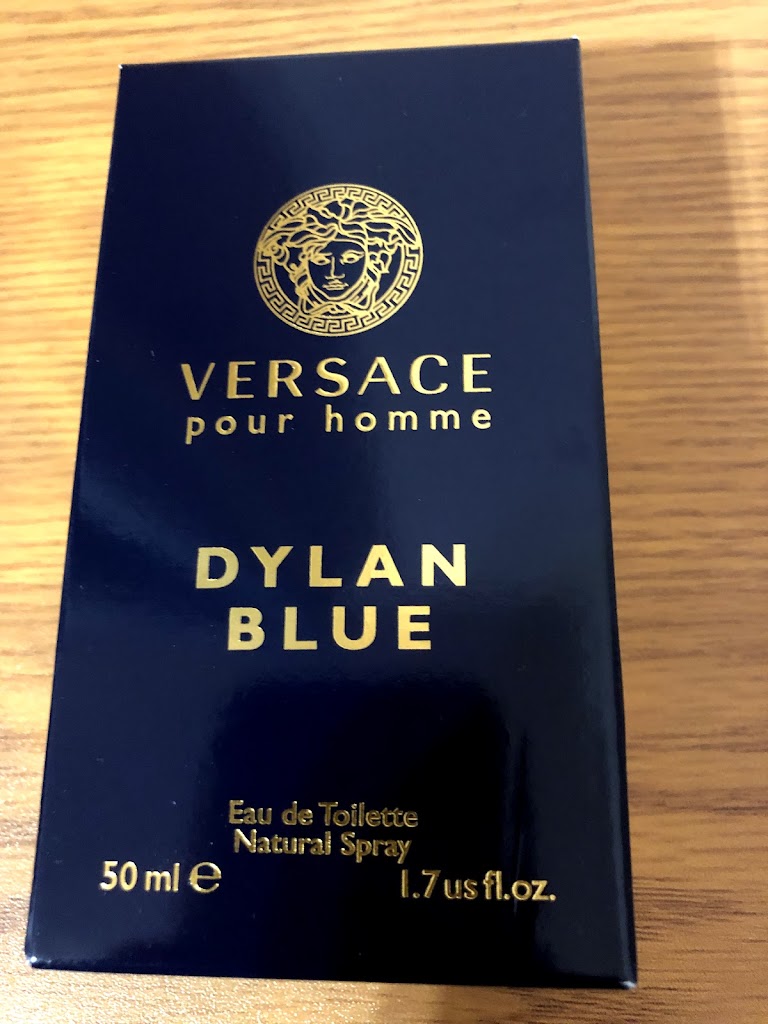 VERSACE
pour homme
DYLAN
BLUE
Eau de Toilette
Natural Spray
50 ml ℮
1.7 us fl.oz.